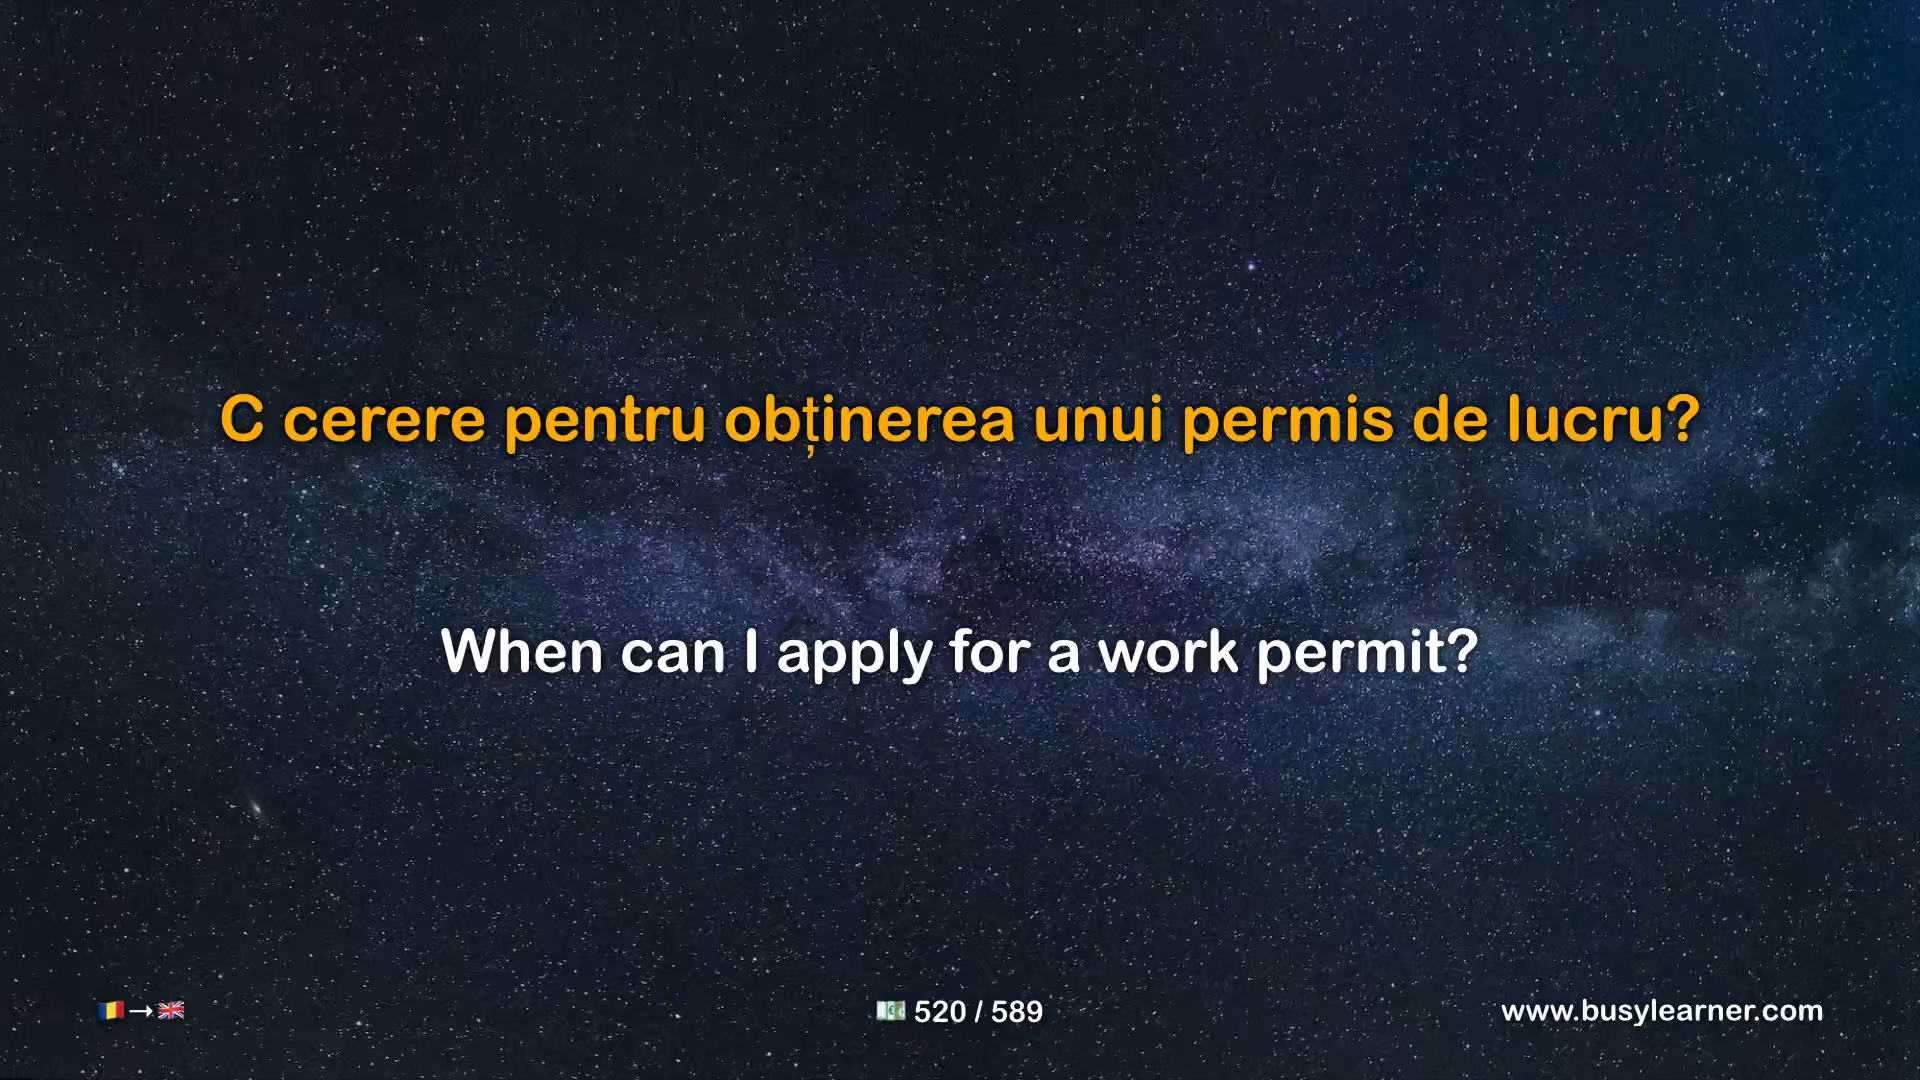 C cerere pentru obținerea unui permis de lucru?
When can I apply for a work permit?
520 / 589
www.busylearner.com